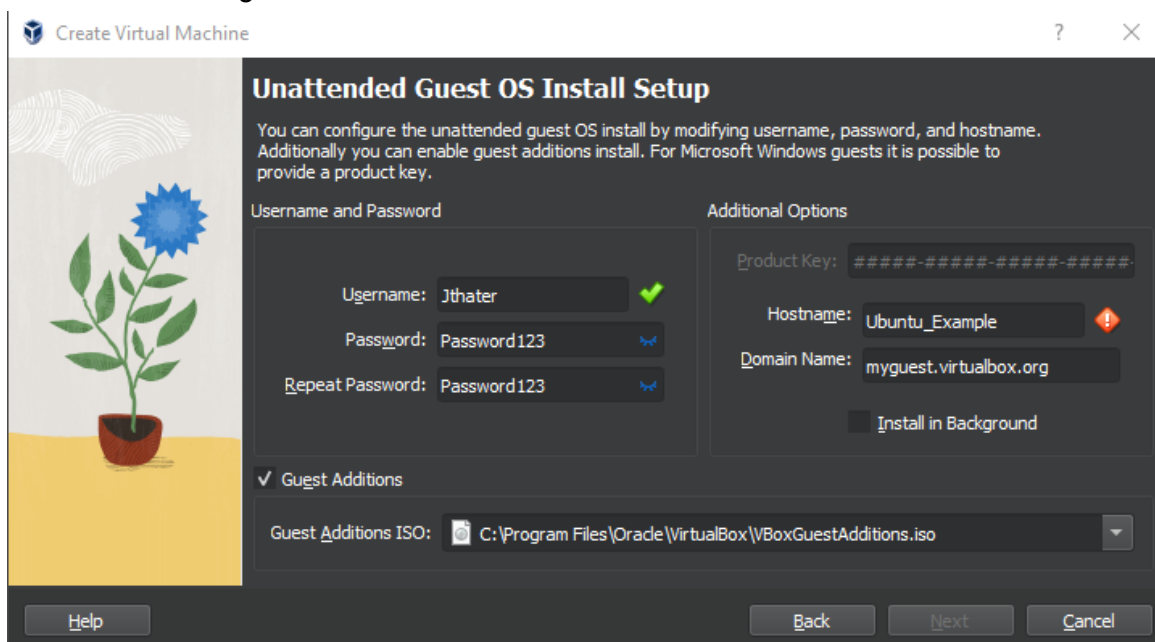 Create Virtual Machine
Unattended Guest OS Install Setup
You can configure the unattended guest OS install by modifying username, password, and hostname.
Additionally you can enable guest additions install. For Microsoft Windows guests it is possible to
provide a product key.
Username and Password
Username: Jthater
Password: Password123
Repeat Password: Password123
Additional Options
Product Key: #####-#####-#####-#####-
Hostname: Ubuntu_Example
Domain Name: myguest.virtualbox.org
Install in Background
Guest Additions
Guest Additions ISO: C:\Program Files\Oracle\VirtualBox\VBoxGuestAdditions.iso
Help Back Next Cancel